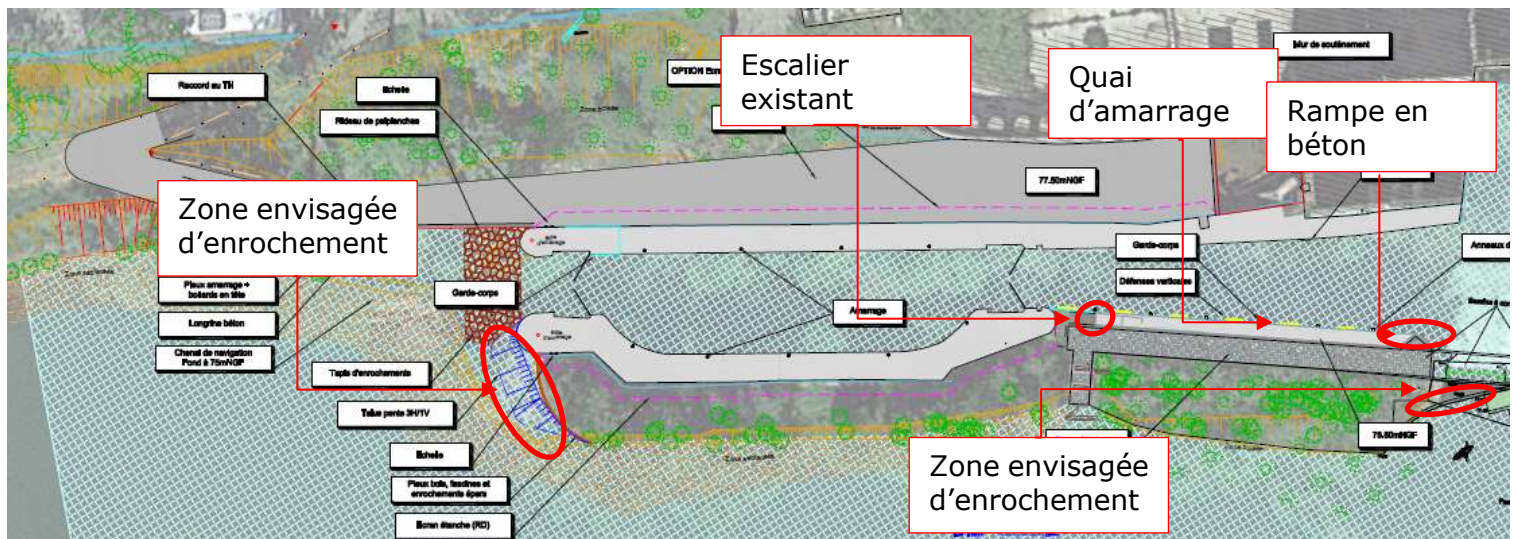 Mur de soutènement
Escalier
existant
Quai
d'amarrage
Rampe en
béton
Raccord au TN
Echelle
Rideau de palplanches
Zone boisée
77.50mNGF
Zone envisagée
d'enrochement
Garde-corps
Défenses verticales
Pieux amarrage +
bollards en tête
Longrine béton
Chenal de navigation
Fond à 75mNGF
Garde-corps
Amarrage
Tapis d'enrochements
Talus pente 3H/1V
Echelle
Pieux bois, fascines et
enrochements épars
Ecran étanche (RD)
Zone envisagée
d'enrochement